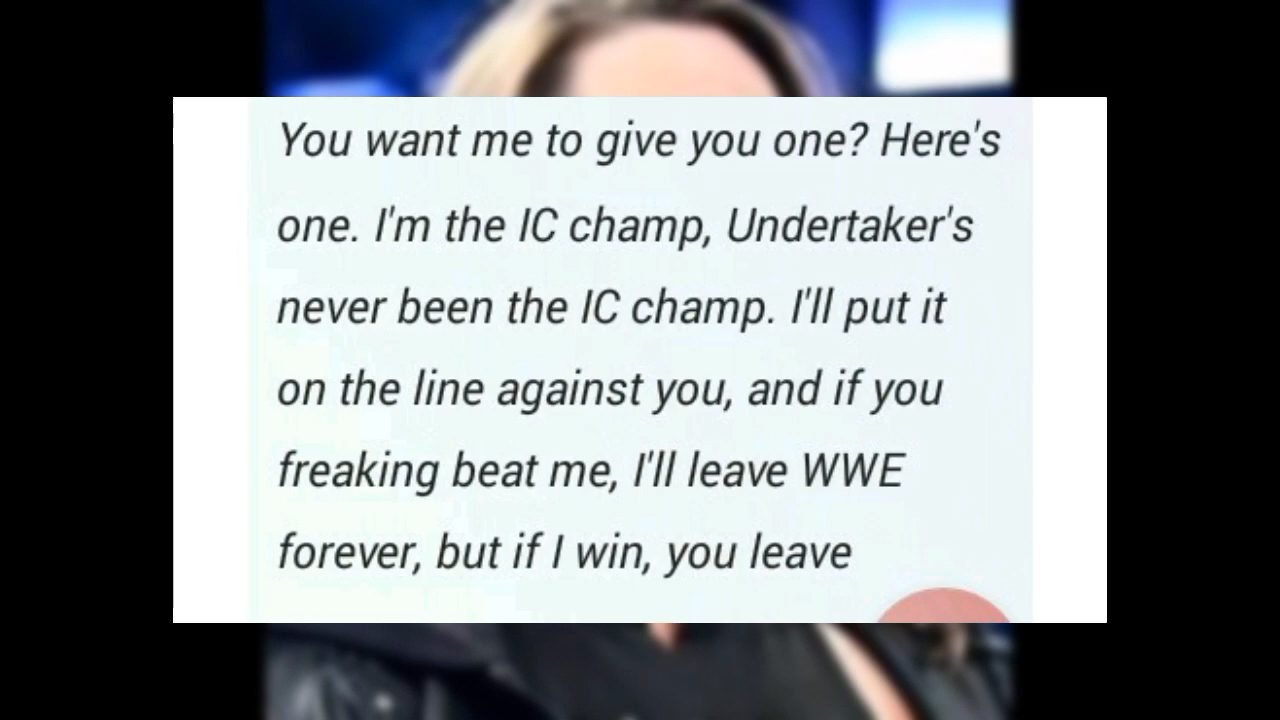 You want me to give you one? Here's
one. I'm the IC champ, Undertaker's
never been the IC champ. I'll put it
on the line against you, and if you
freaking beat me, I'll leave WWE
forever, but if I win, you leave